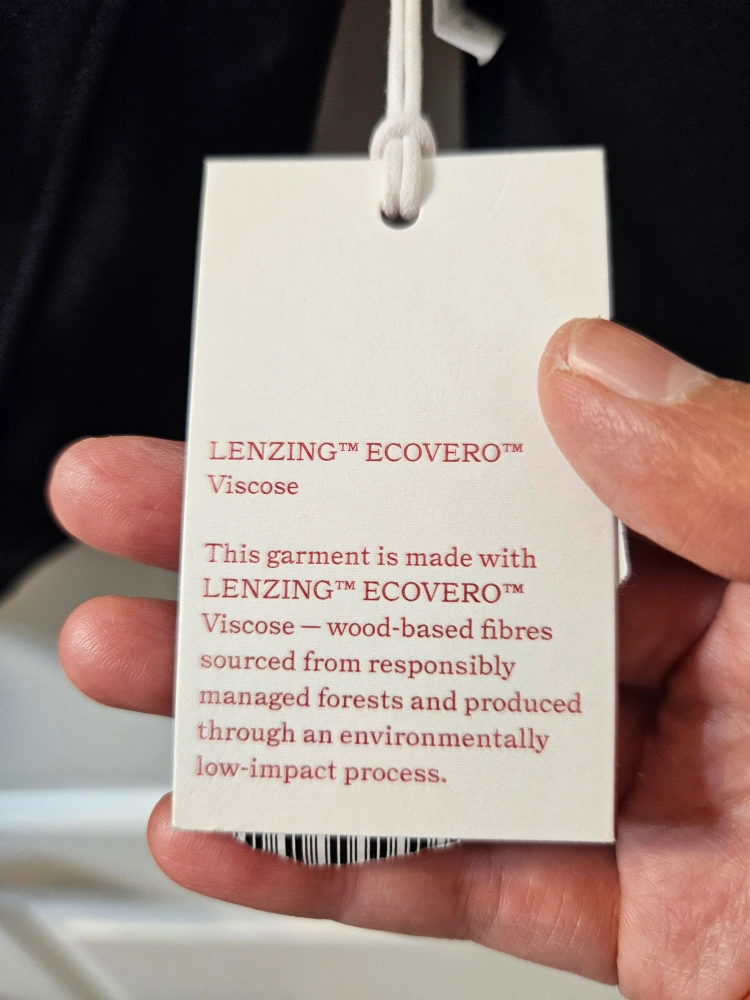 LENZING™ ECOVERO™
Viscose
This garment is made with
LENZING™ ECOVERO™
Viscose — wood-based fibres
sourced from responsibly
managed forests and produced
through an environmentally
low-impact process.